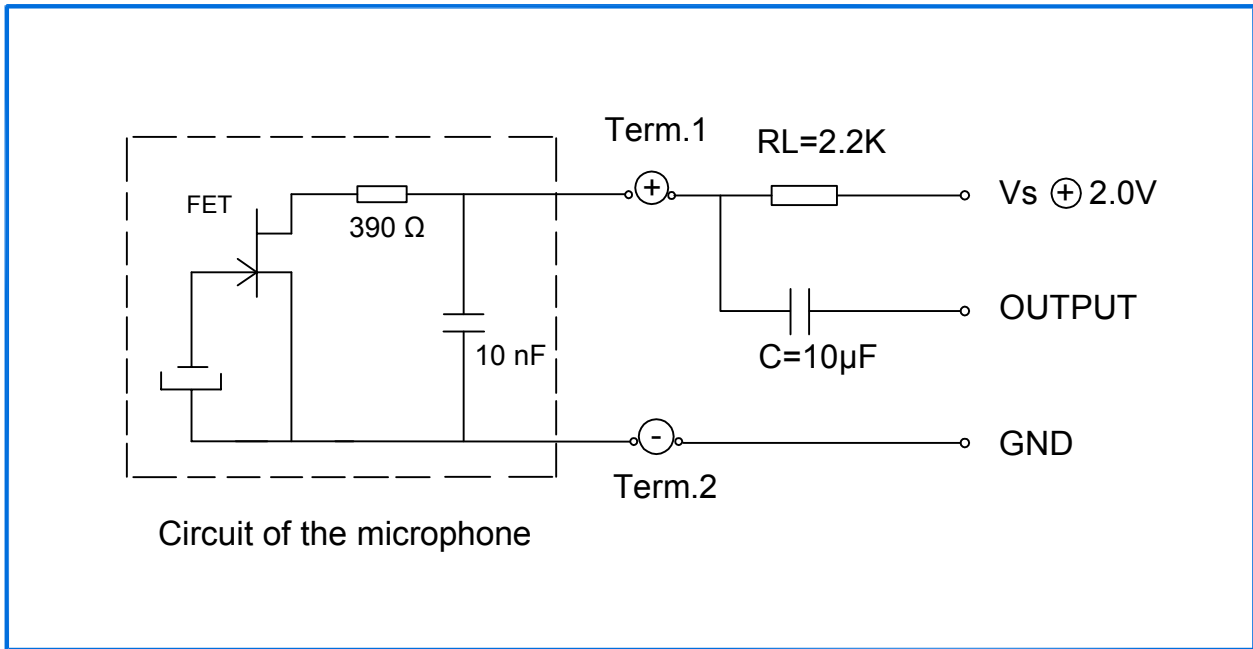 Term.1
RL=2.2K
FET
390 Ω
+
Vs + 2.0V
10 nF
OUTPUT
C=10µF
-
GND
Term.2
Circuit of the microphone